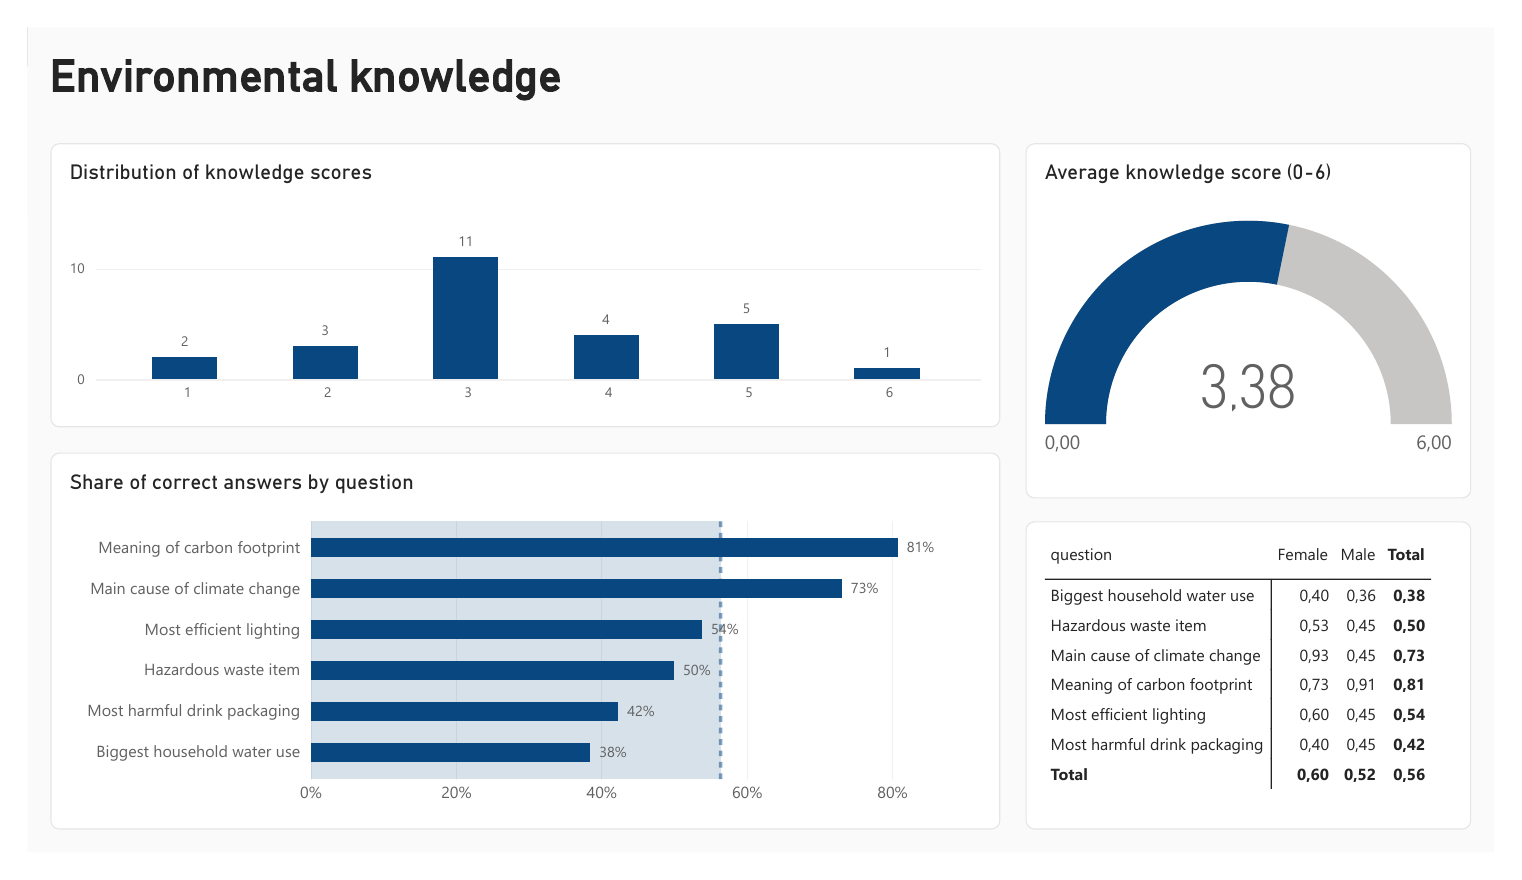 Environmental knowledge
Distribution of knowledge scores
11
10
5
4
3
2
1
0
1 2 3 4 5 6
Average knowledge score (0-6)
3,38
0,00 6,00
Share of correct answers by question
Meaning of carbon footprint 81%
Main cause of climate change 73%
Most efficient lighting 54%
Hazardous waste item 50%
Most harmful drink packaging 42%
Biggest household water use 38%
0% 20% 40% 60% 80%
question Female Male Total
Biggest household water use 0,40 0,36 0,38
Hazardous waste item 0,53 0,45 0,50
Main cause of climate change 0,93 0,45 0,73
Meaning of carbon footprint 0,73 0,91 0,81
Most efficient lighting 0,60 0,45 0,54
Most harmful drink packaging 0,40 0,45 0,42
Total 0,60 0,52 0,56